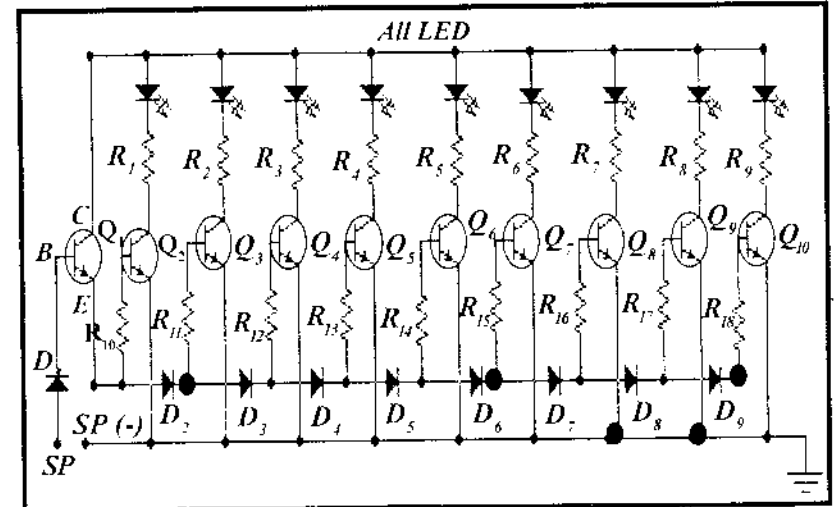 All LED
R1 R2 R3 R4 R5 R6 R7 R8 R9
C Q Q2 Q3 Q4 Q5 Q6 Q7 Q8 Q9 Q10
B
E
R10 R11 R12 R13 R14 R15 R16 R17 R18
D
D2 D3 D4 D5 D6 D7 D8 D9
SP (-)
SP